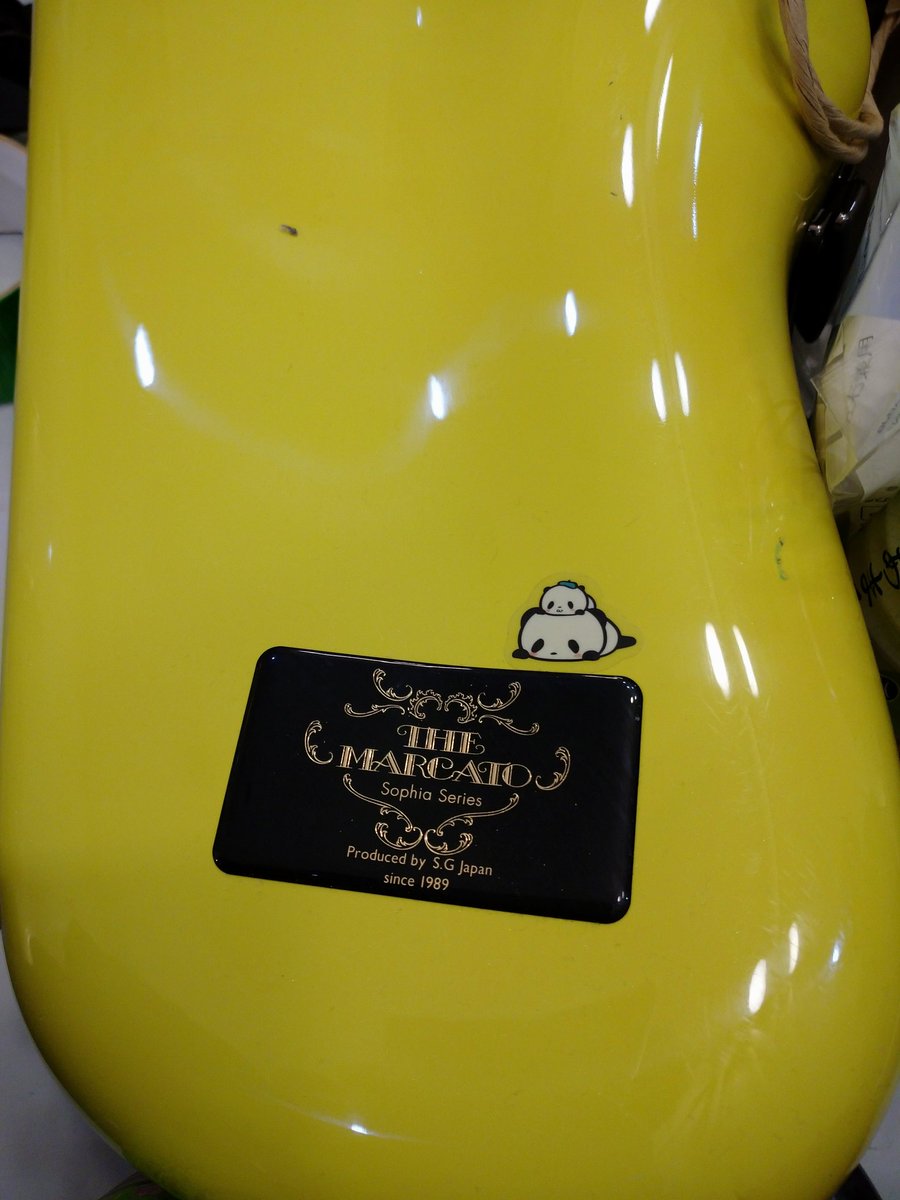 THE
MARCATO
Sophia Series
Produced by S.G Japan
since 1989